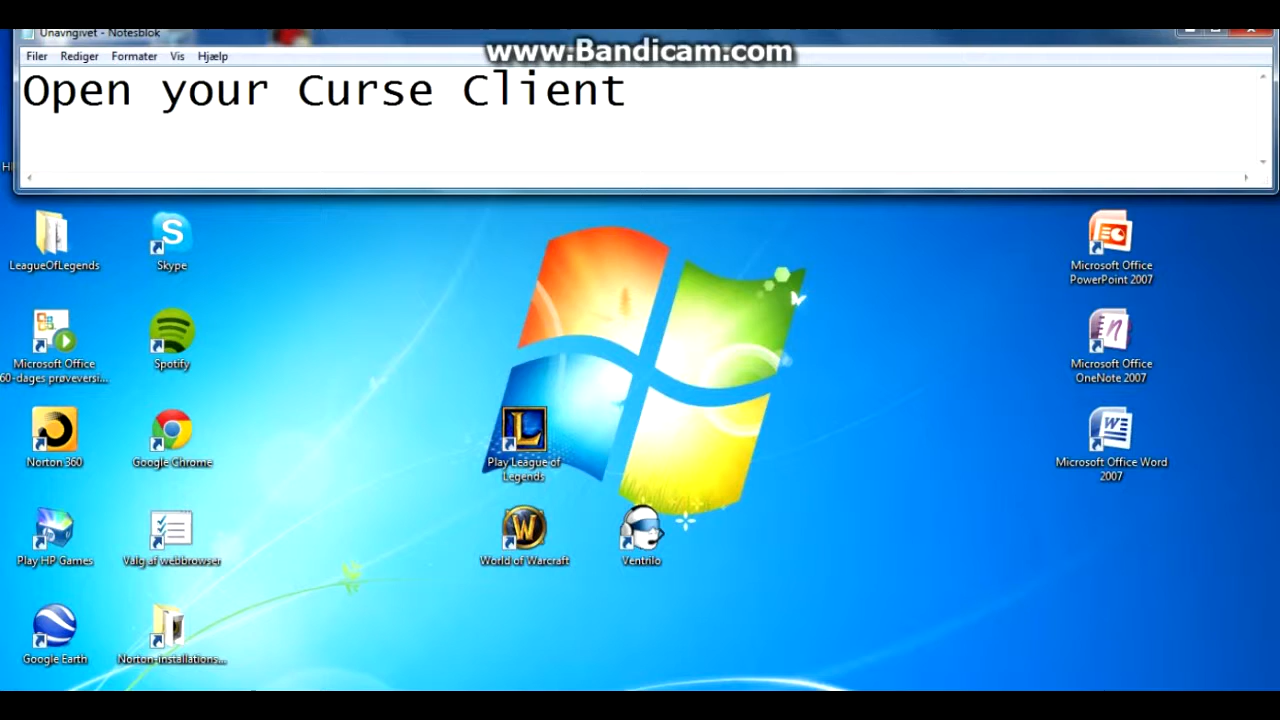 Unavngivet - Notesblok
www.Bandicam.com
Filer Rediger Formater Vis Hjælp
Open your Curse Client
LeagueOfLegends
Skype
Microsoft Office
PowerPoint 2007
Microsoft Office
60-dages prøveversi...
Spotify
Microsoft Office
OneNote 2007
Norton 360
Google Chrome
Play League of
Legends
Microsoft Office Word
2007
Play HP Games
Valg af webbrowser
World of Warcraft
Ventrilo
Google Earth
Norton-installations...